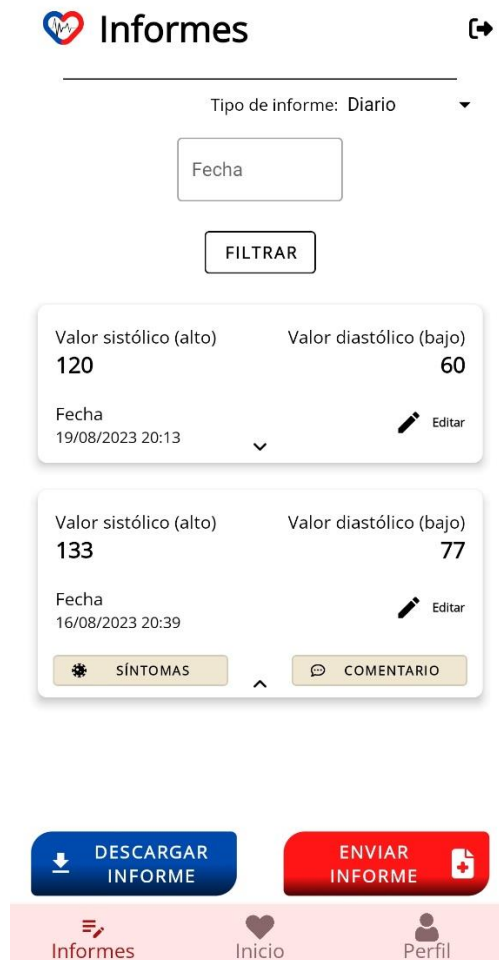 Informes
Tipo de informe: Diario
Fecha
FILTRAR
Valor sistólico (alto) Valor diastólico (bajo)
120 60
Fecha
19/08/2023 20:13 Editar
Valor sistólico (alto) Valor diastólico (bajo)
133 77
Fecha
16/08/2023 20:39 Editar
SÍNTOMAS COMENTARIO
DESCARGAR
INFORME
ENVIAR
INFORME
Informes Inicio Perfil